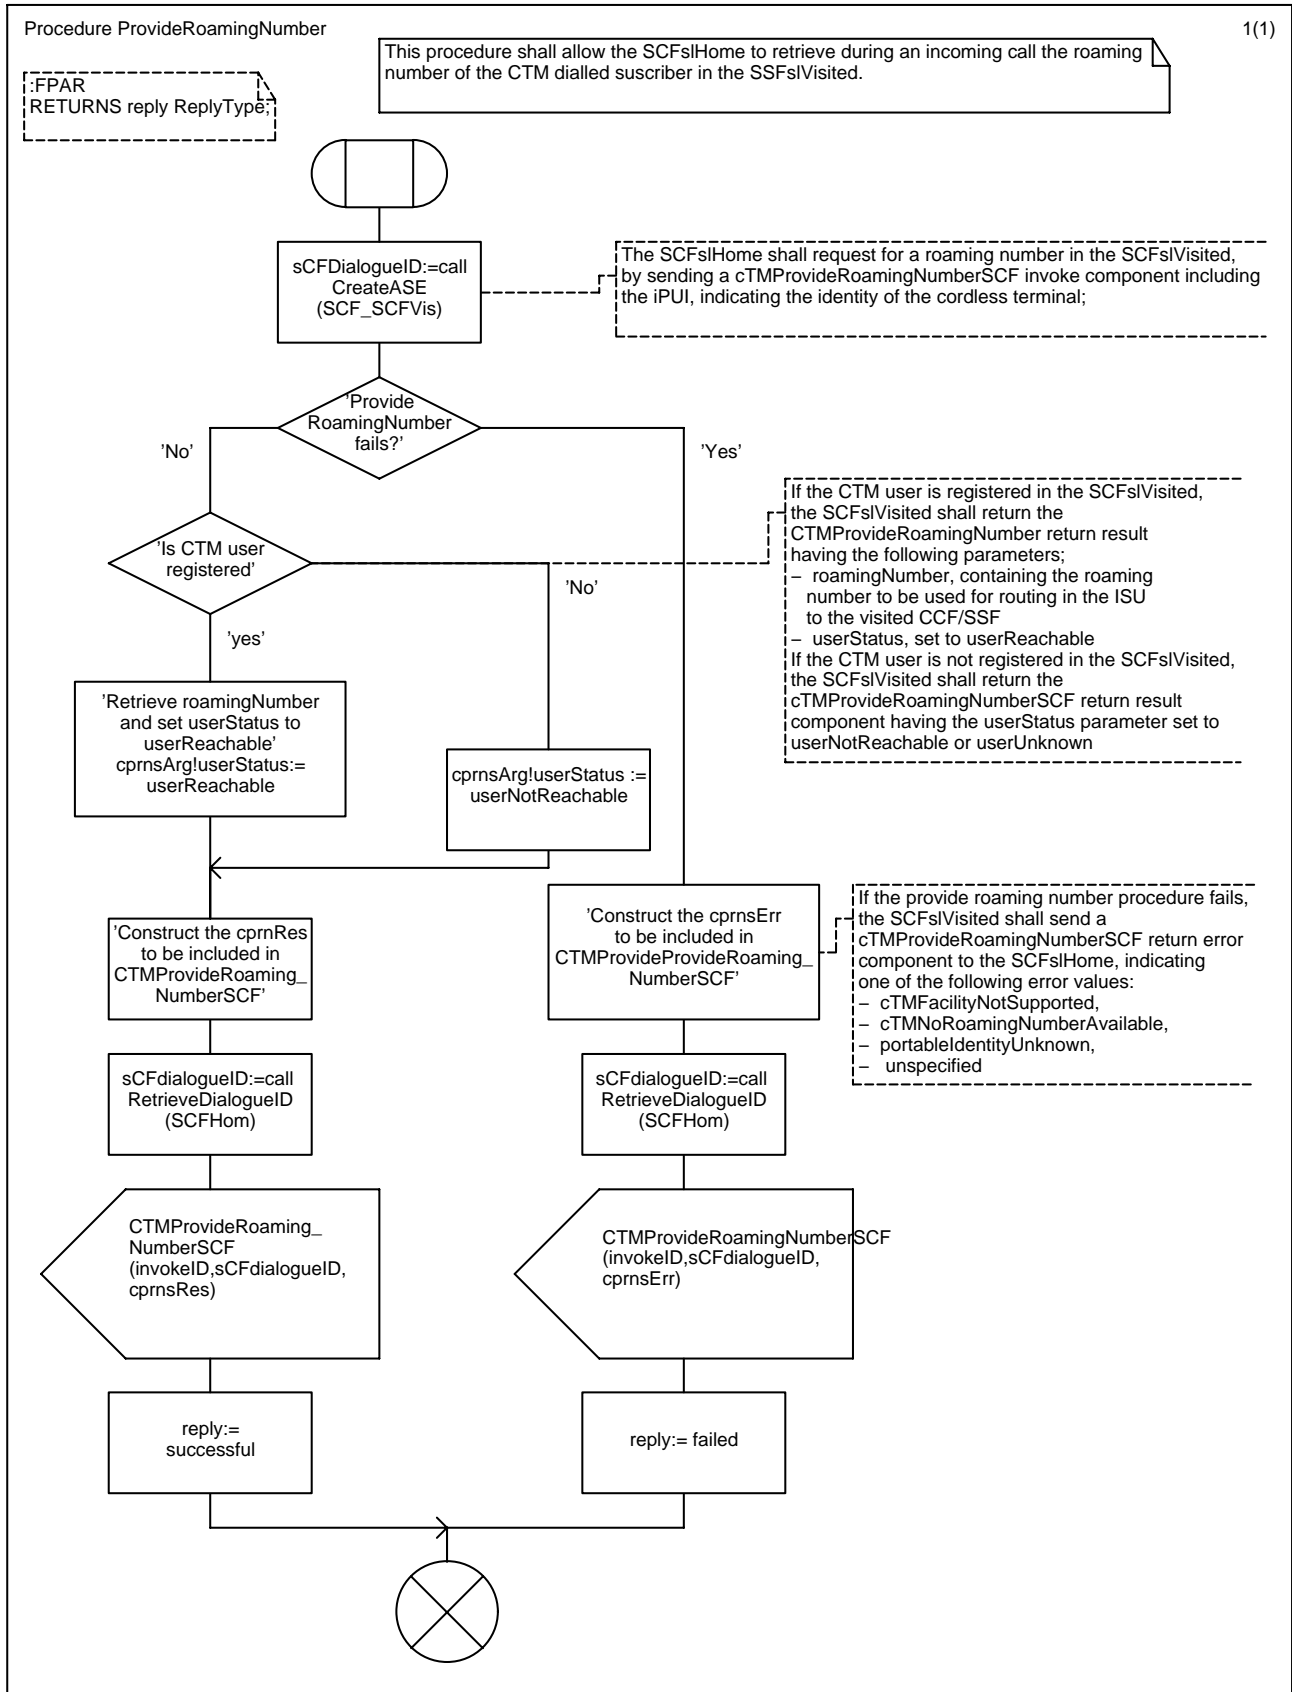 Procedure ProvideRoamingNumber
1(1)
This procedure shall allow the SCFslHome to retrieve during an incoming call the roaming
number of the CTM dialled suscriber in the SSFslVisited.
;FPAR
RETURNS reply ReplyType;
sCFDialogueID:=call
CreateASE
(SCF_SCFVis)
The SCFslHome shall request for a roaming number in the SCFslVisited,
by sending a cTMProvideRoamingNumberSCF invoke component including
the iPUI, indicating the identity of the cordless terminal;
'Provide
RoamingNumber
fails?'
'No'
'Yes'
'Is CTM user
registered'
'No'
'yes'
If the CTM user is registered in the SCFslVisited,
the SCFslVisited shall return the
CTMProvideRoamingNumber return result
having the following parameters;
– roamingNumber, containing the roaming
number to be used for routing in the ISU
to the visited CCF/SSF
– userStatus, set to userReachable
If the CTM user is not registered in the SCFslVisited,
the SCFslVisited shall return the
cTMProvideRoamingNumberSCF return result
component having the userStatus parameter set to
userNotReachable or userUnknown
'Retrieve roamingNumber
and set userStatus to
userReachable'
cprnsArg!userStatus:=
userReachable
cprnsArg!userStatus :=
userNotReachable
'Construct the cprnRes
to be included in
CTMProvideRoaming_
NumberSCF'
'Construct the cprnsErr
to be included in
CTMProvideProvideRoaming_
NumberSCF'
If the provide roaming number procedure fails,
the SCFslVisited shall send a
cTMProvideRoamingNumberSCF return error
component to the SCFslHome, indicating
one of the following error values:
– cTMFacilityNotSupported,
– cTMNoRoamingNumberAvailable,
– portableIdentityUnknown,
– unspecified
sCFdialogueID:=call
RetrieveDialogueID
(SCFHom)
sCFdialogueID:=call
RetrieveDialogueID
(SCFHom)
CTMProvideRoaming_
NumberSCF
(invokeID,sCFdialogueID,
cprnsRes)
CTMProvideRoamingNumberSCF
(invokeID,sCFdialogueID,
cprnsErr)
reply:=
successful
reply:= failed